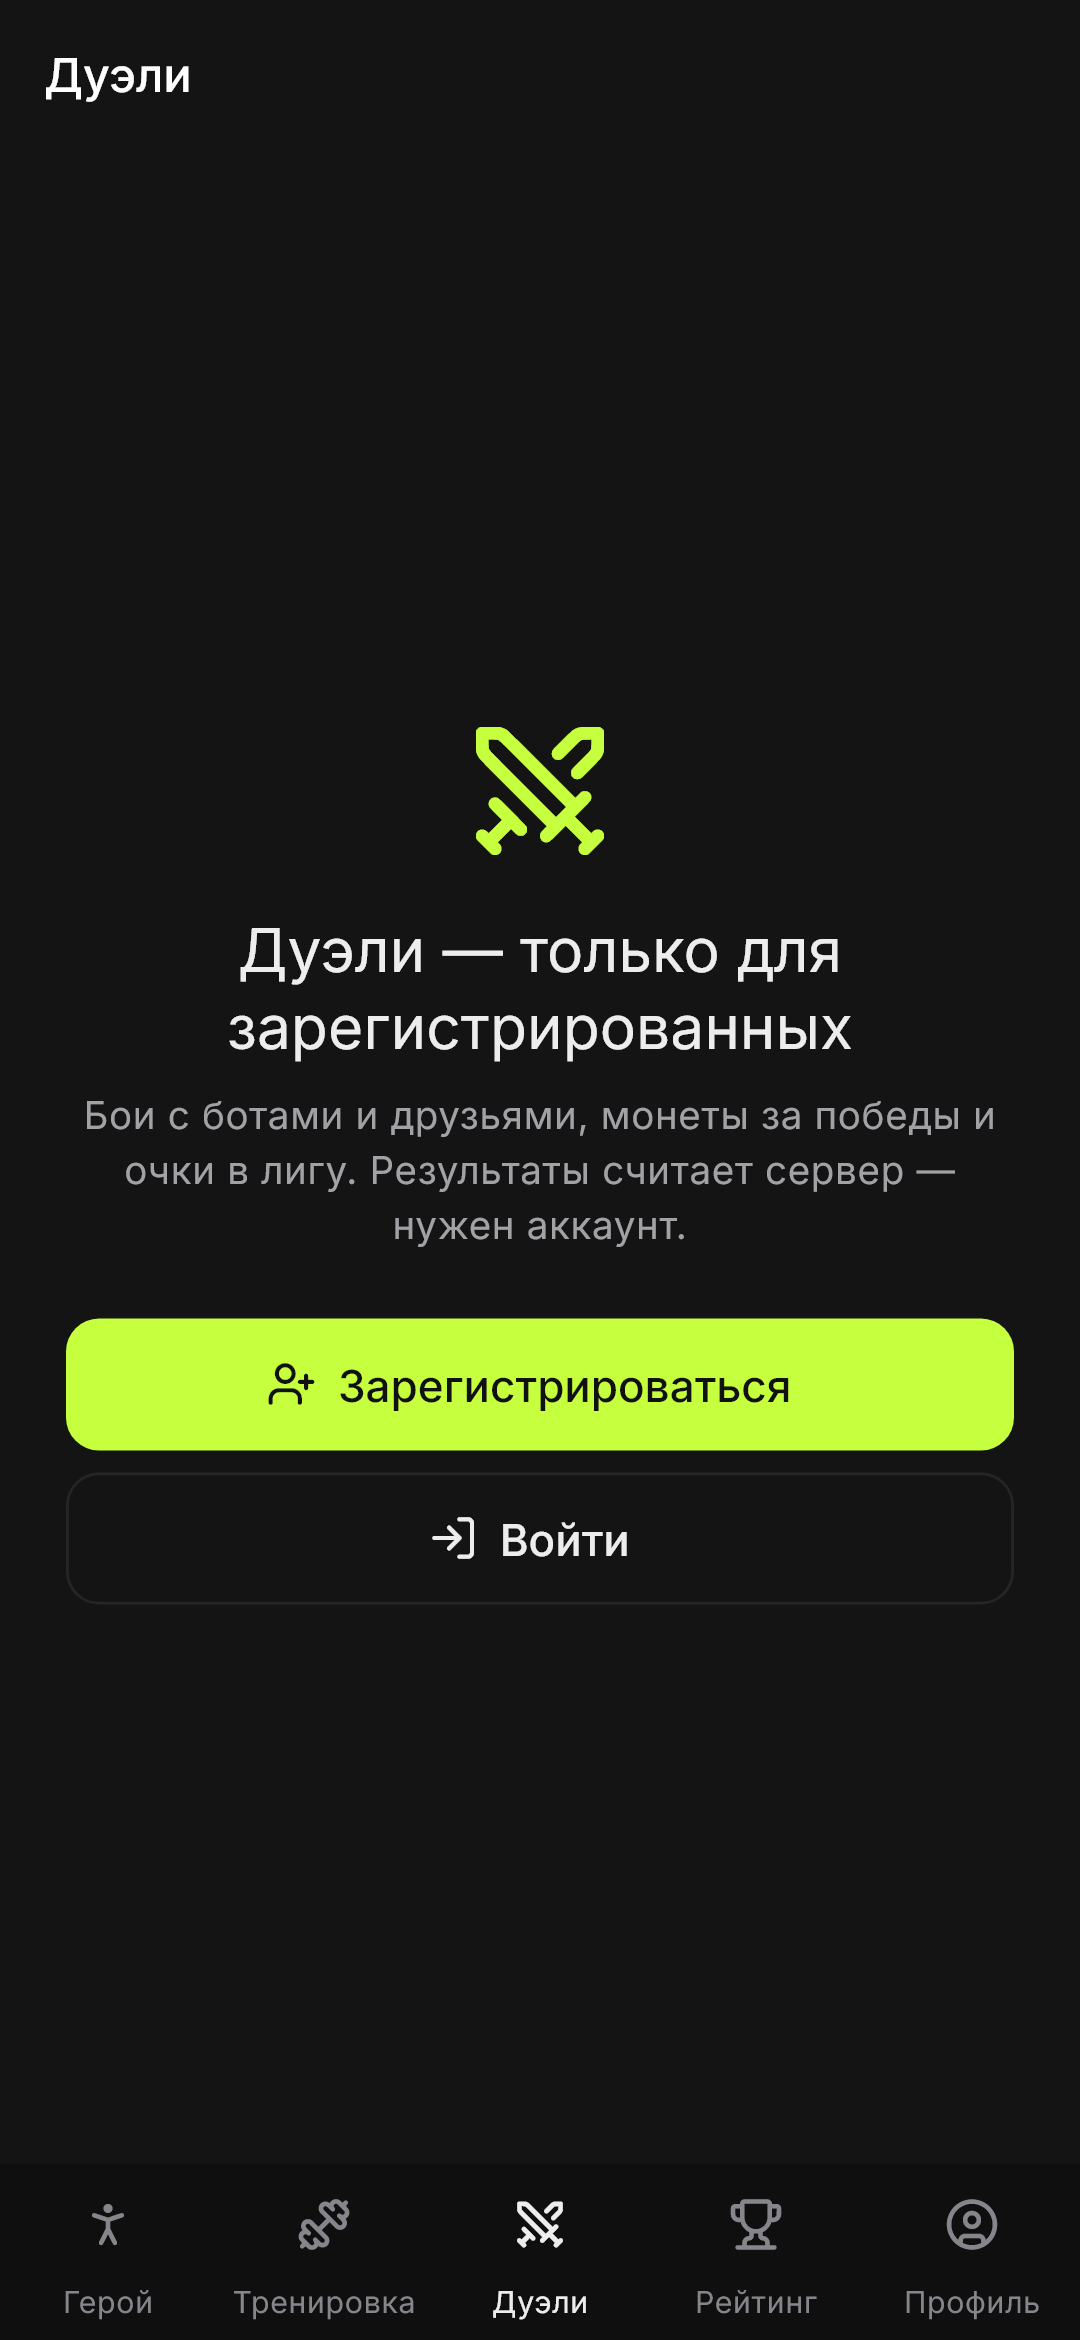 Дуэли
Дуэли — только для
зарегистрированных
Бои с ботами и друзьями, монеты за победы и
очки в лигу. Результаты считает сервер —
нужен аккаунт.
Зарегистрироваться
Войти
Герой
Тренировка
Дуэли
Рейтинг
Профиль